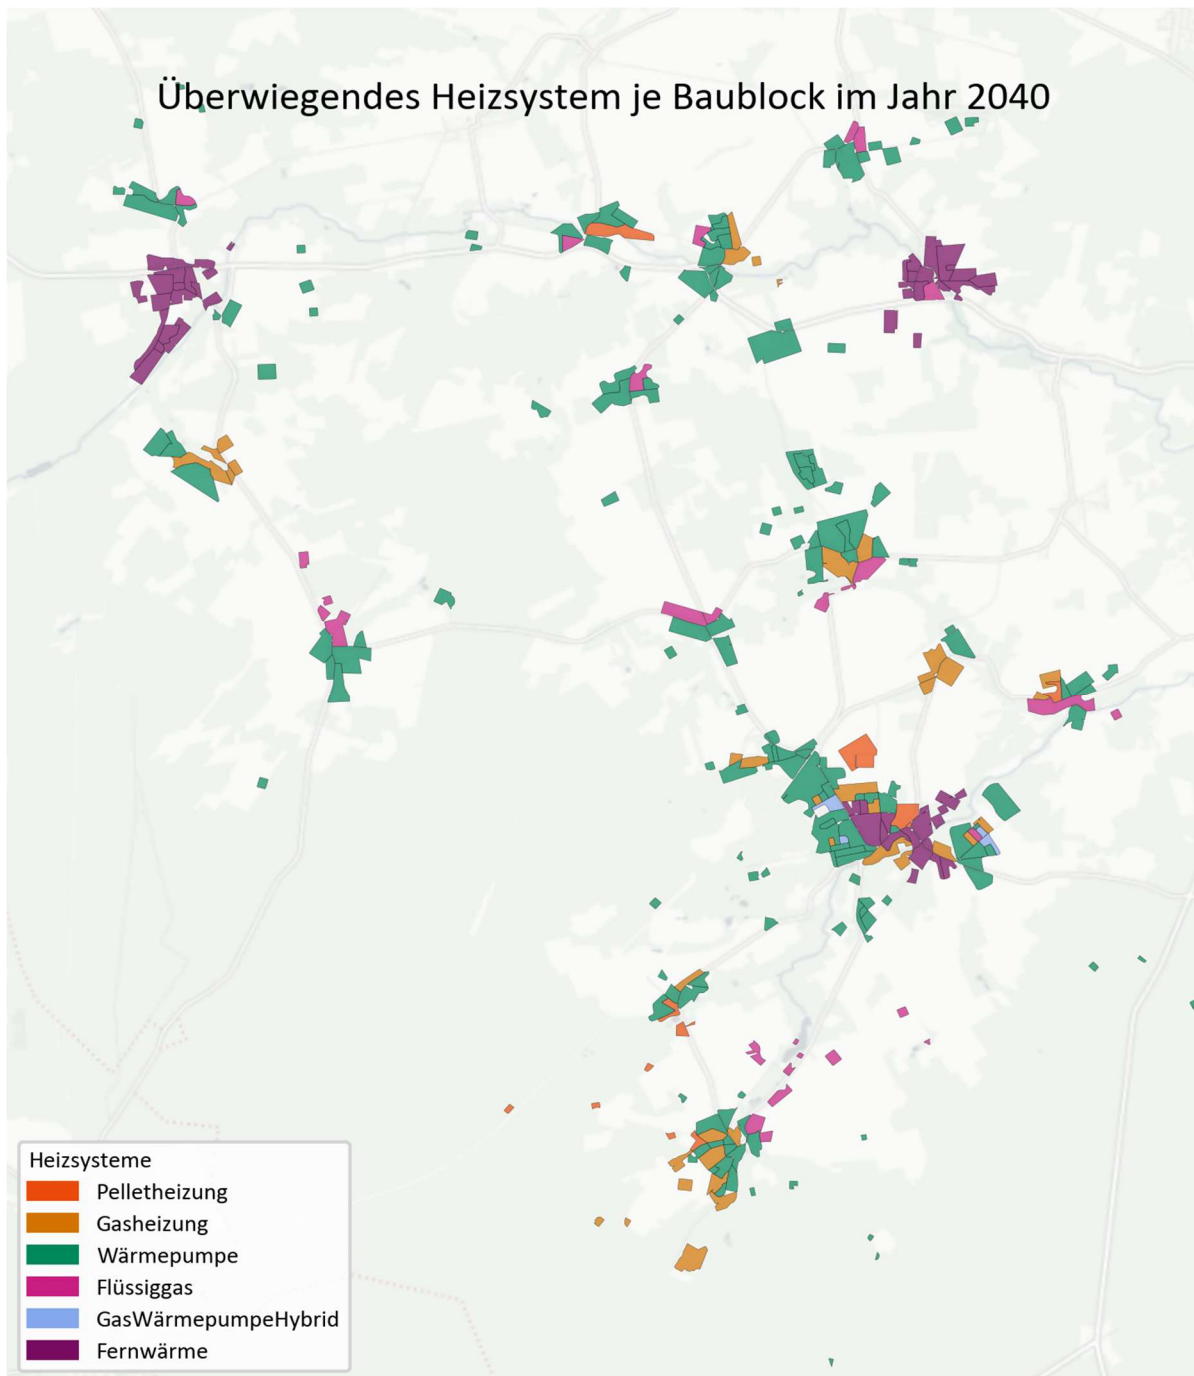 Überwiegendes Heizsystem je Baublock im Jahr 2040
Heizsysteme
Pelletheizung
Gasheizung
Wärmepumpe
Flüssiggas
GasWärmepumpeHybrid
Fernwärme